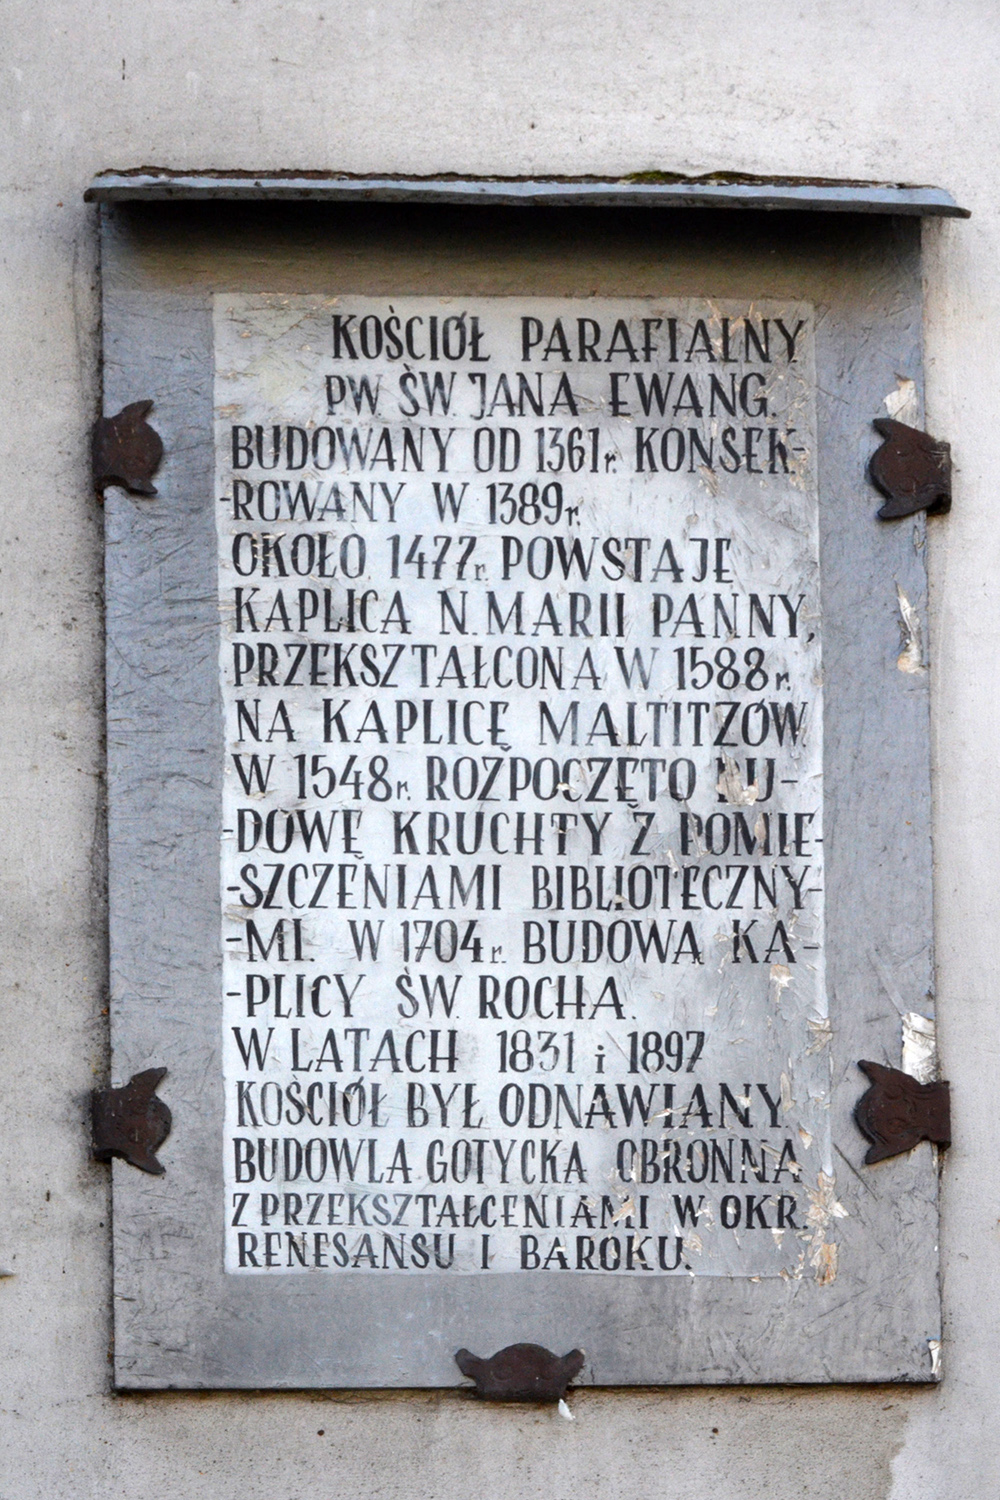 KOŚCIÓŁ PARAFIALNY
PW. ŚW. JANA EWANG.
BUDOWANY OD 1361r. KONSEK-
-ROWANY W 1389r.
OKOŁO 1477r. POWSTAJE
KAPLICA N. MARII PANNY,
PRZEKSZTAŁCONA W 1588r.
NA KAPLICĘ MALTITZÓW.
W 1548r. ROZPOCZĘTO BU-
-DOWĘ KRUCHTY Z POMIE-
-SZCZENIAMI BIBLIOTECZNY-
-MI. W 1704r. BUDOWA KA-
-PLICY ŚW. ROCHA.
W LATACH 1831 i 1897
KOŚCIÓŁ BYŁ ODNAWIANY.
BUDOWLA GOTYCKA OBRONNA
Z PRZEKSZTAŁCENIAMI W OKR.
RENESANSU I BAROKU.